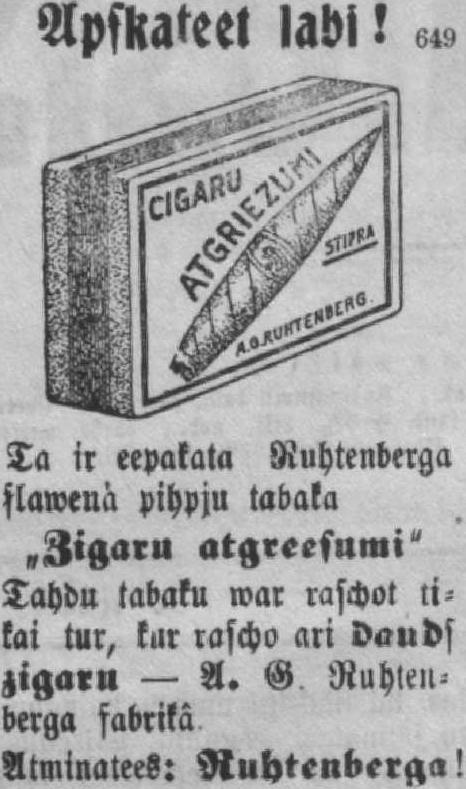 Apſkateet labi!
649
CIGARU
ATGRIEZUMI
STIPRA
A.G.RUHTENBERG.
Ta ir eepakata Ruhtenberga
ſlawenà pihpju tabaka
„Zigaru atgreeſumi“
Tahdu tabaku war raſchot ti⸗
kai tur, kur raſcho ari daudſ
zigaru — A. G. Ruhten⸗
berga fabrikâ.
Atminatees: Ruhtenberga!